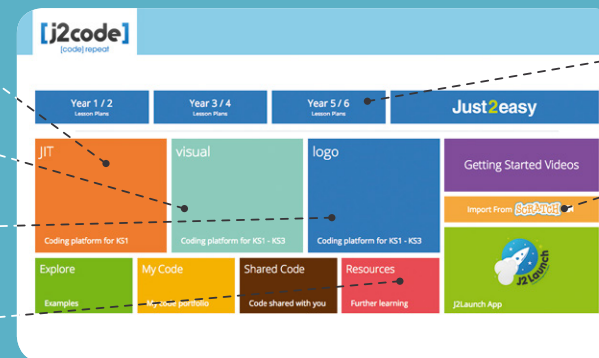 [j2code]
[code] repeat
Year 1 / 2
Lesson Plans
Year 3 / 4
Lesson Plans
Year 5 / 6
Lesson Plans
Just2easy
JIT
Coding platform for KS1
visual
Coding platform for KS1 - KS3
logo
Coding platform for KS1 - KS3
Getting Started Videos
Import From SCRATCH
J2Launch
J2Launch App
Explore
Examples
My Code
My code portfolio
Shared Code
Code shared with you
Resources
Further learning